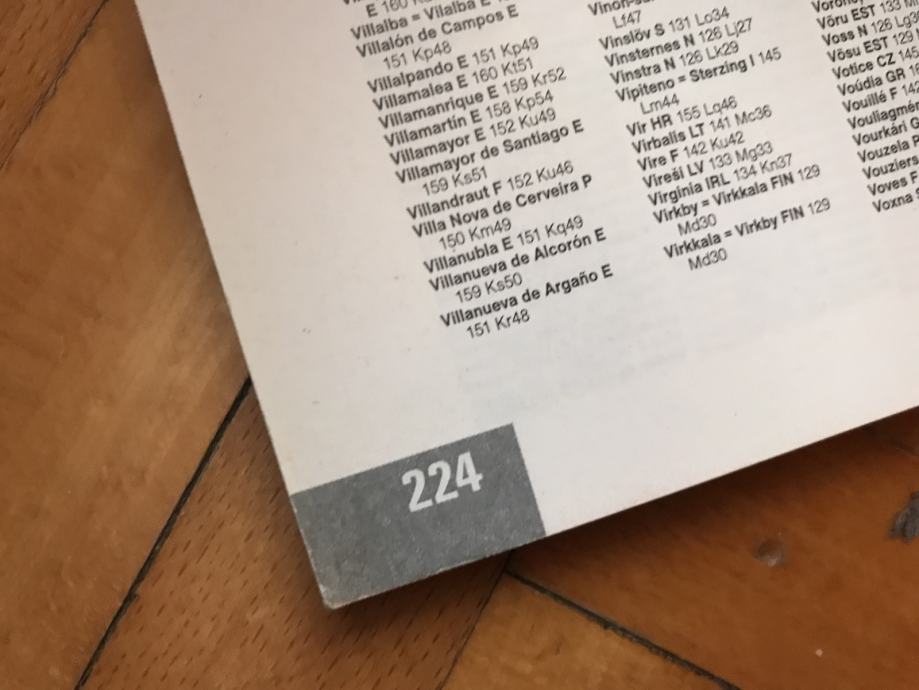 E 160
Villalba = Vilalba E
Villalón de Campos E
151 Kp48
Villalpando E 151 Kp49
Villamalea E 160 Kt51
Villamanrique E 159 Kr52
Villamartín E 158 Kp54
Villamayor E 152 Ku49
Villamayor de Santiago E
159 Ks51
Villandraut F 152 Ku46
Villa Nova de Cerveira P
150 Km49
Villanubla E 151 Kq49
Villanueva de Alcorón E
159 Ks50
Villanueva de Argaño E
151 Kr48
Lf47
Vinslöv S 131 Lo34
Vinsternes N 126 Lj27
Vinstra N 126 Lk29
Vipiteno = Sterzing I 145
Lm44
Vir HR 155 Lq46
Virbalis LT 141 Mc36
Vire F 142 Ku42
Vireši LV 133 Mg33
Virginia IRL 134 Kn37
Virkby = Virkkala FIN 129
Md30
Virkkala = Virkby FIN 129
Md30
Võru EST 133
Voss N 126
Võsu EST 129
Votice CZ 145
Voúdia GR
Vouillé F 142
Vouliagmé
Vourkári G
Vouzela P
Vouziers
Voves F
Voxna S
224